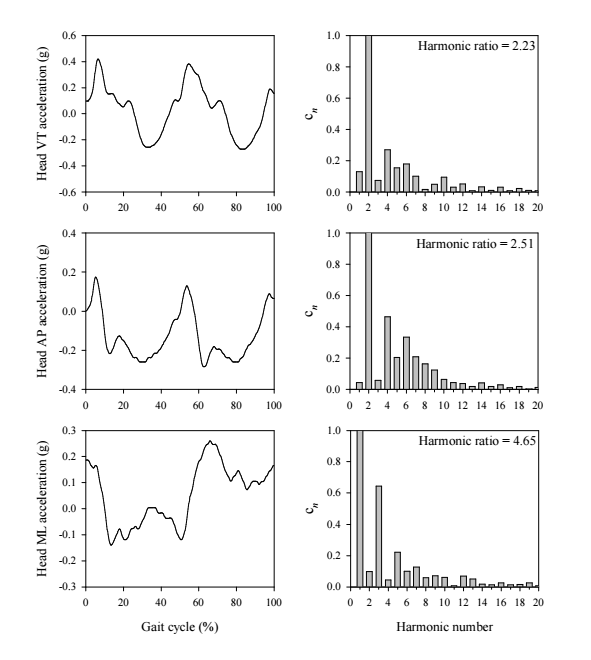 Head VT acceleration (g)
0.6
0.4
0.2
0.0
-0.2
-0.4
-0.6
0 20 40 60 80 100
Harmonic ratio = 2.23
cn
1.0
0.8
0.6
0.4
0.2
0.0
0 2 4 6 8 10 12 14 16 18 20
Head AP acceleration (g)
0.4
0.2
0.0
-0.2
-0.4
0 20 40 60 80 100
Harmonic ratio = 2.51
cn
1.0
0.8
0.6
0.4
0.2
0.0
0 2 4 6 8 10 12 14 16 18 20
Head ML acceleration (g)
0.3
0.2
0.1
0.0
-0.1
-0.2
-0.3
0 20 40 60 80 100
Gait cycle (%)
Harmonic ratio = 4.65
cn
1.0
0.8
0.6
0.4
0.2
0.0
0 2 4 6 8 10 12 14 16 18 20
Harmonic number